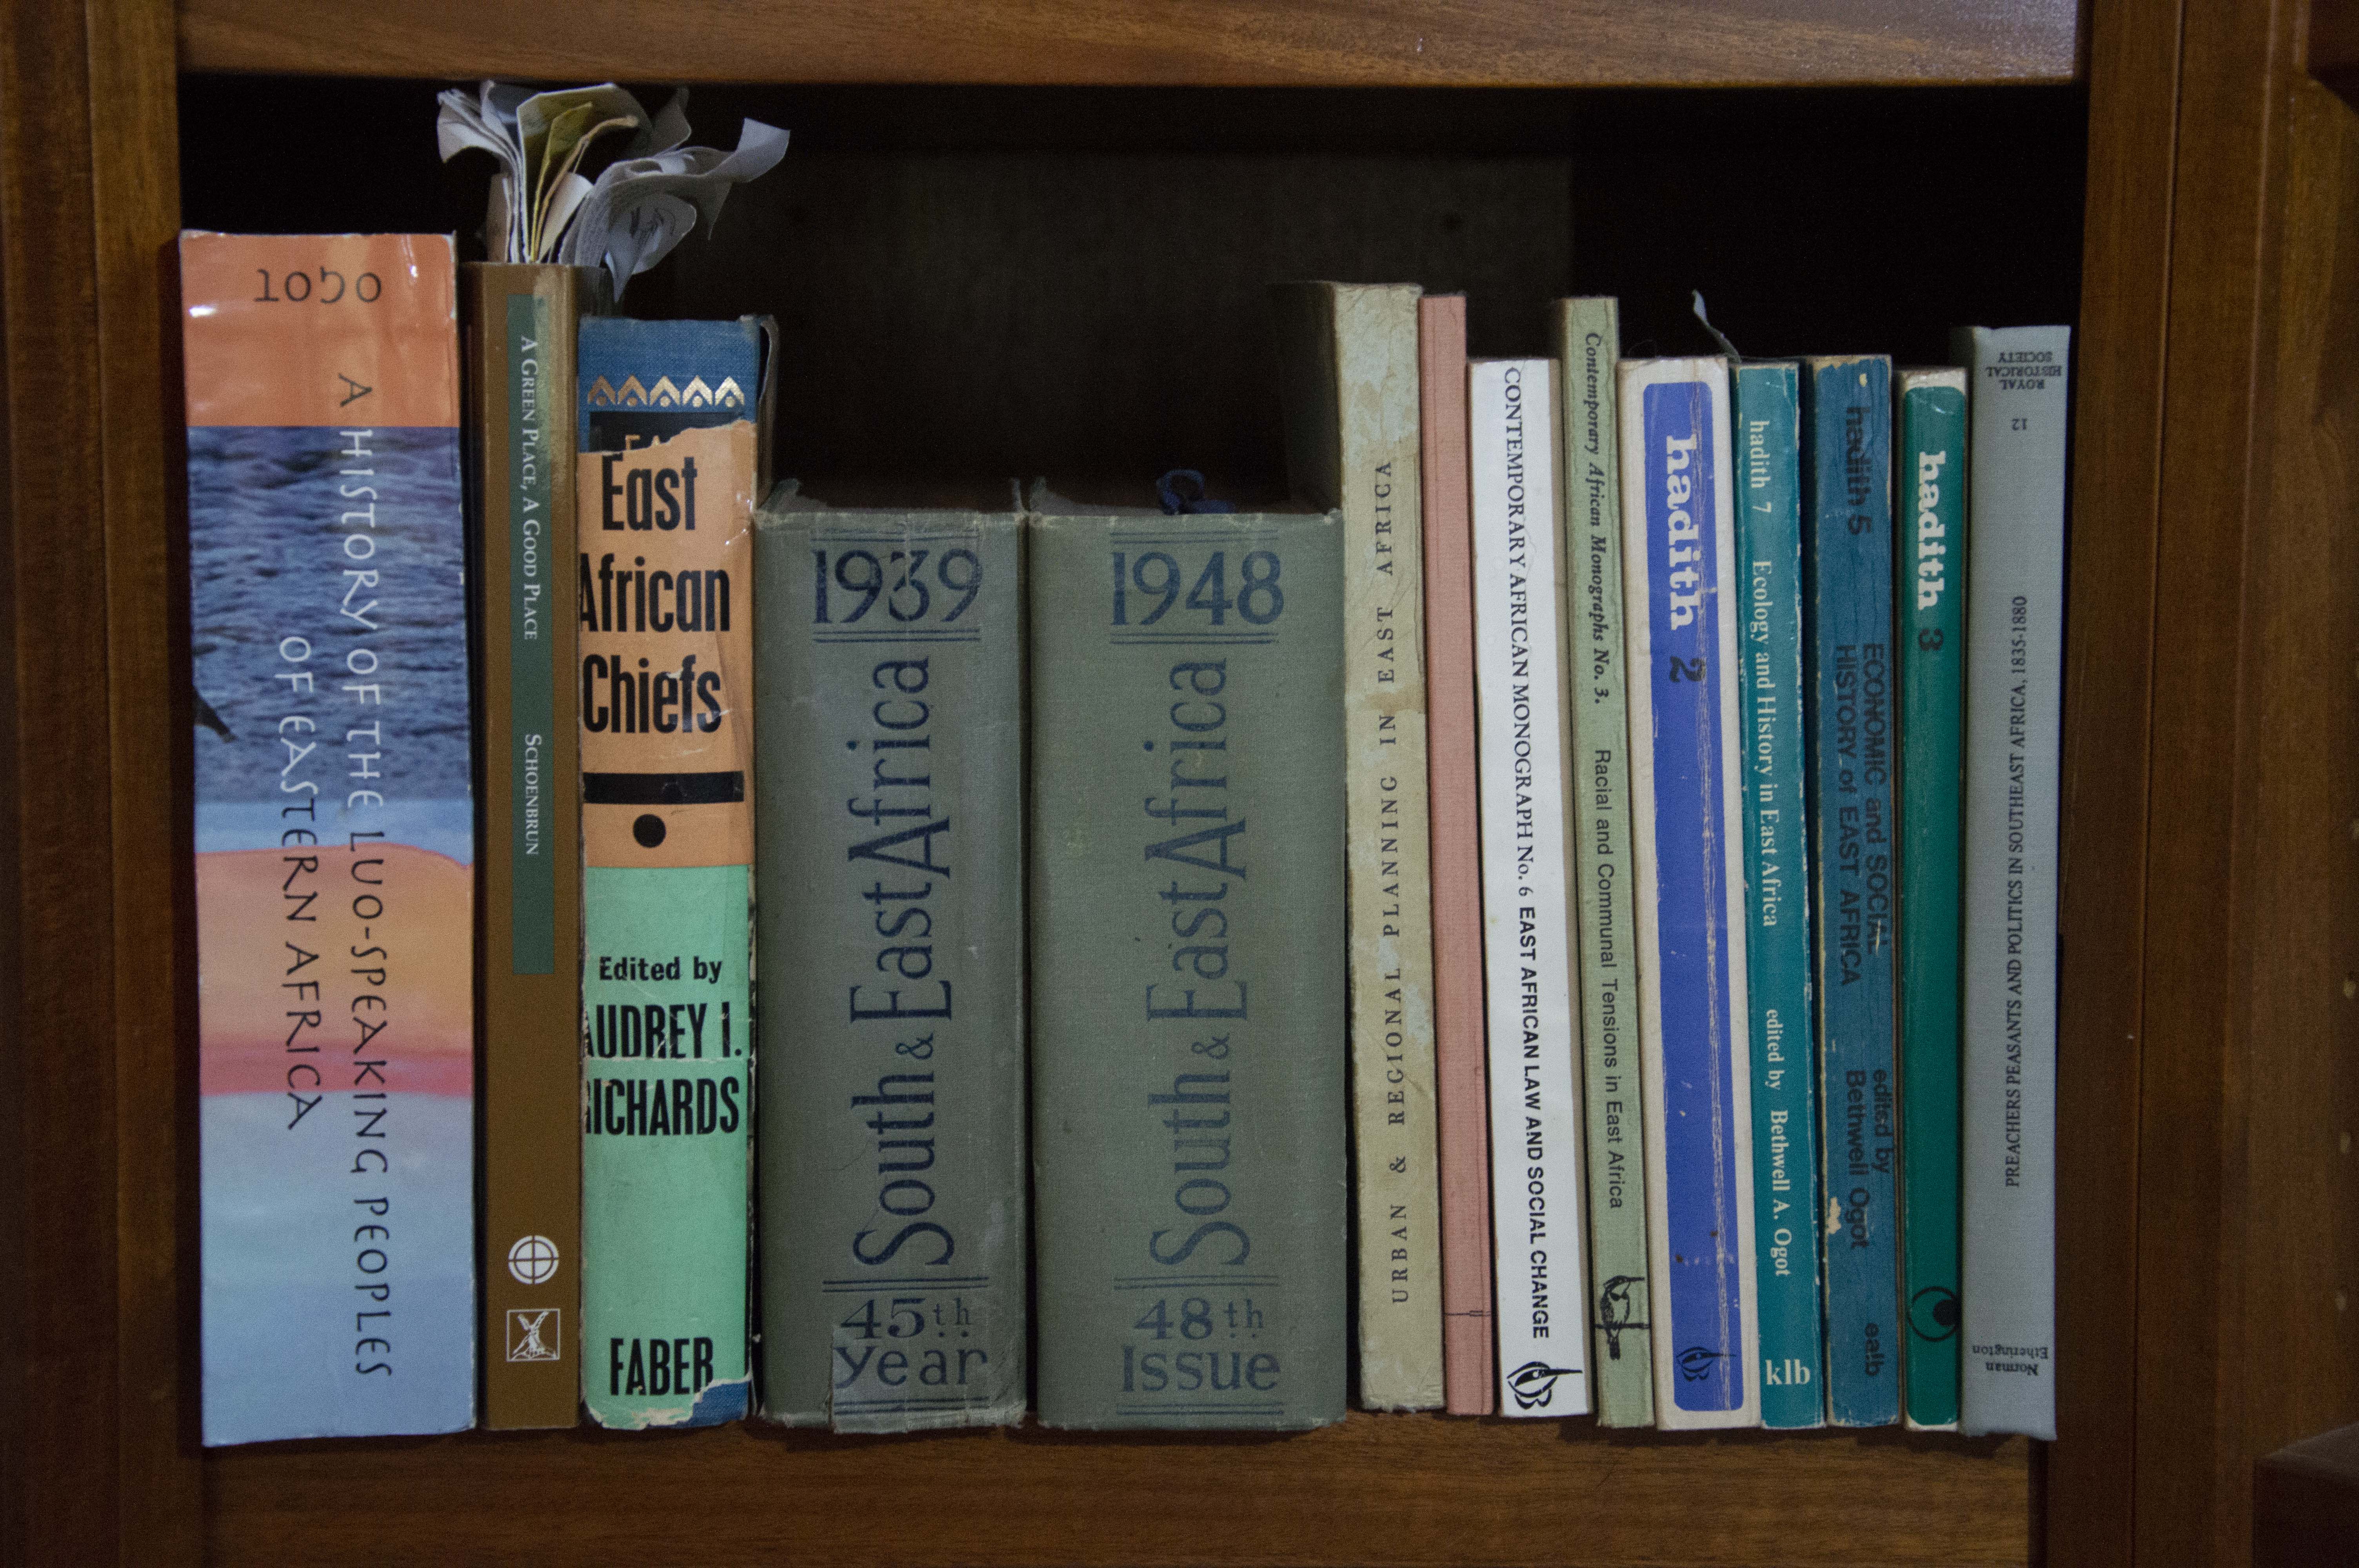 OGOT
A HISTORY OF THE LUO-SPEAKING PEOPLES
OF EASTERN AFRICA
A GREEN PLACE, A GOOD PLACE
SCHOENBRUN
East
African
Chiefs
Edited by
AUDREY I.
RICHARDS
FABER
1939
South & East Africa
45th
Year
1948
South & East Africa
48th
Issue
URBAN & REGIONAL PLANNING IN EAST AFRICA
CONTEMPORARY AFRICAN MONOGRAPH No. 6 EAST AFRICAN LAW AND SOCIAL CHANGE
Contemporary African Monographs No. 3. Racial and Communal Tensions in East Africa
hadith 2
hadith 7 Ecology and History in East Africa edited by Bethwell A. Ogot
klb
hadith 5
ECONOMIC and SOCIAL
HISTORY of EAST AFRICA
edited by
Bethwell Ogot
ealb
hadith 3
ROYAL
HISTORICAL
SOCIETY
12
PREACHERS PEASANTS AND POLITICS IN SOUTHEAST AFRICA, 1835-1880
Norman
Etherington